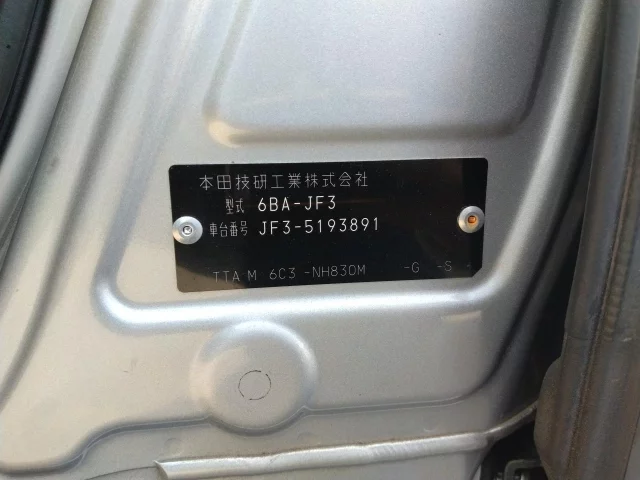 本田技研工業株式会社
型式 6BA-JF3
車台番号 JF3-5193891
TTA M 6C3 -NH830M -G -S